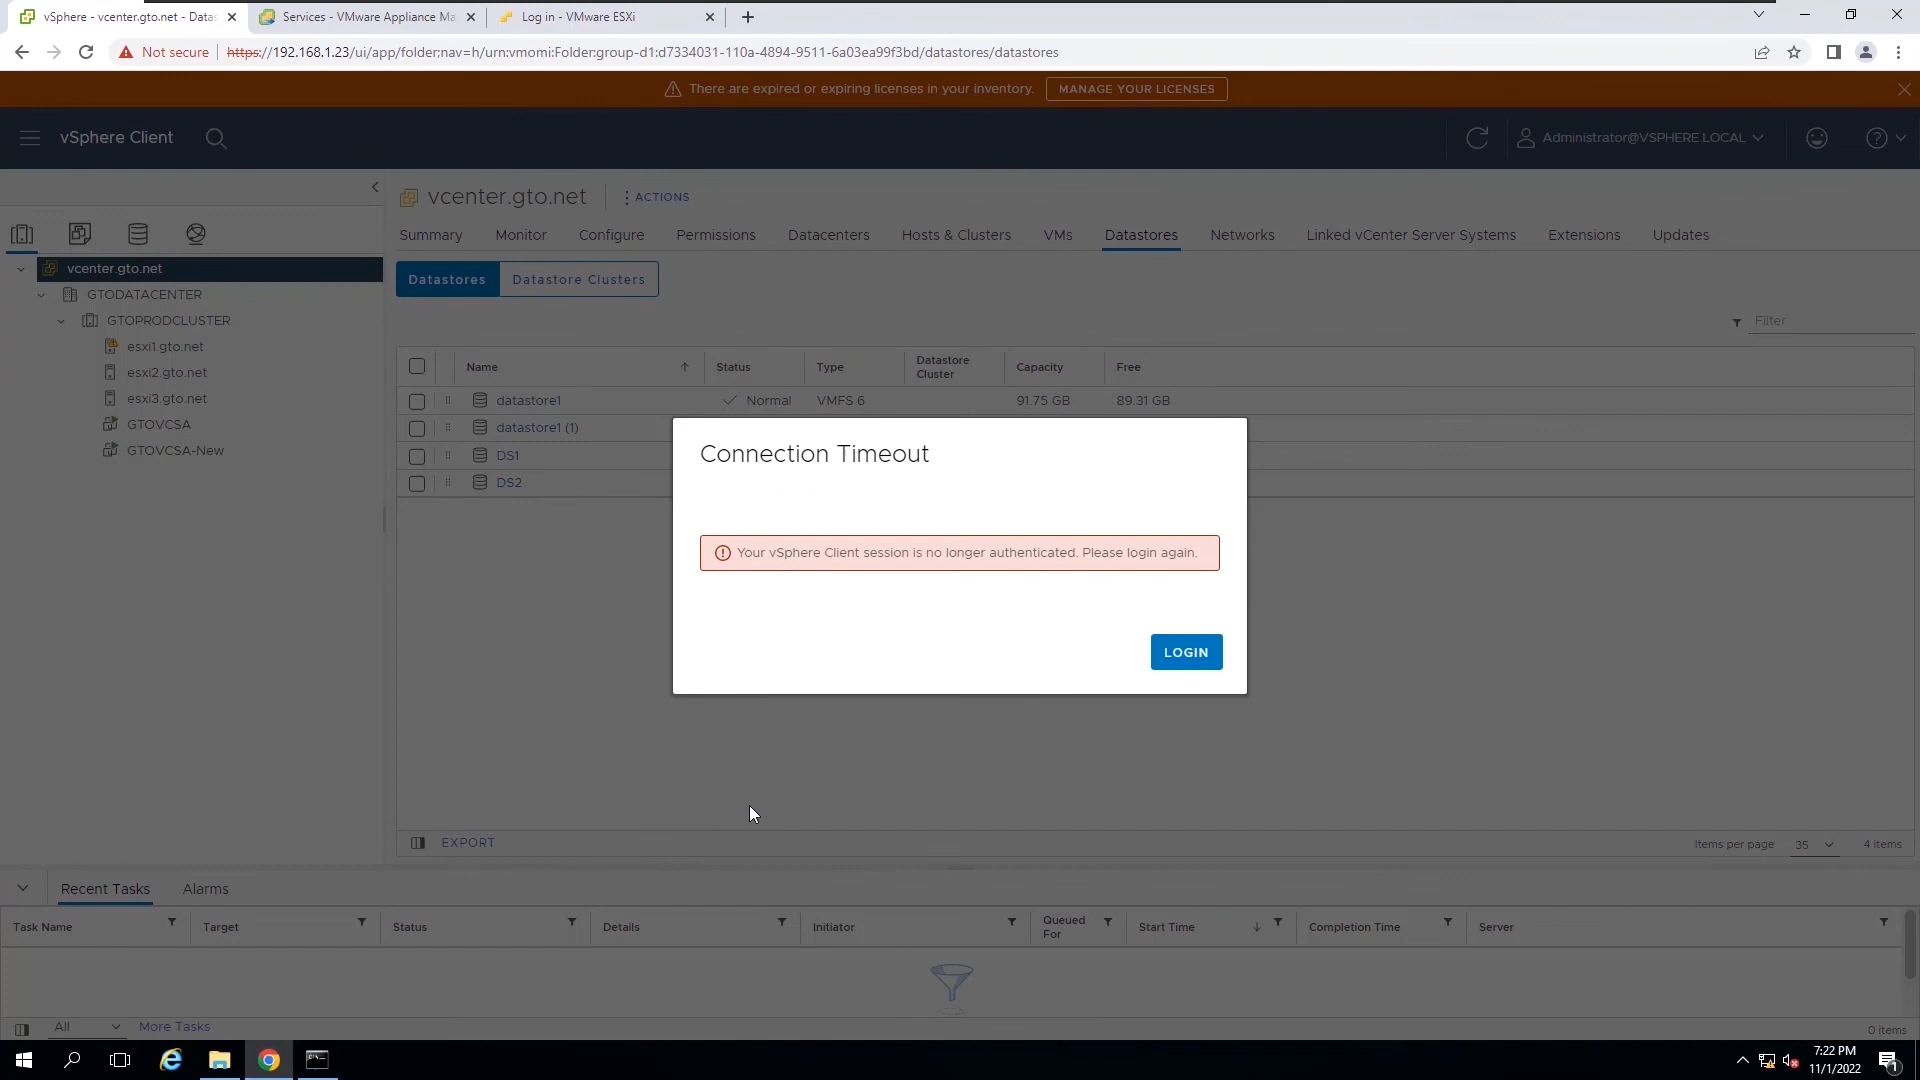 vSphere - vcenter.gto.net - Datas
Services - VMware Appliance Ma
Log in - VMware ESXi
Not secure
https://192.168.1.23/ui/app/folder;nav=h/urn:vmomi:Folder:group-d1:d7334031-110a-4894-9511-6a03ea99f3bd/datastores/datastores
There are expired or expiring licenses in your inventory.
MANAGE YOUR LICENSES
vSphere Client
Administrator@VSPHERE.LOCAL
vcenter.gto.net
ACTIONS
Summary Monitor Configure Permissions Datacenters Hosts & Clusters VMs Datastores Networks Linked vCenter Server Systems Extensions Updates
vcenter.gto.net
GTODATACENTER
GTOPRODCLUSTER
esxi1.gto.net
esxi2.gto.net
esxi3.gto.net
GTOVCSA
GTOVCSA-New
Datastores Datastore Clusters
Filter
Name Status Type Datastore Cluster Capacity Free
datastore1 Normal VMFS 6 91.75 GB 89.31 GB
datastore1 (1)
DS1
DS2
Connection Timeout
Your vSphere Client session is no longer authenticated. Please login again.
LOGIN
EXPORT
Items per page 35 4 items
Recent Tasks Alarms
Task Name Target Status Details Initiator Queued For Start Time Completion Time Server
All More Tasks
0 items
7:22 PM
11/1/2022
1